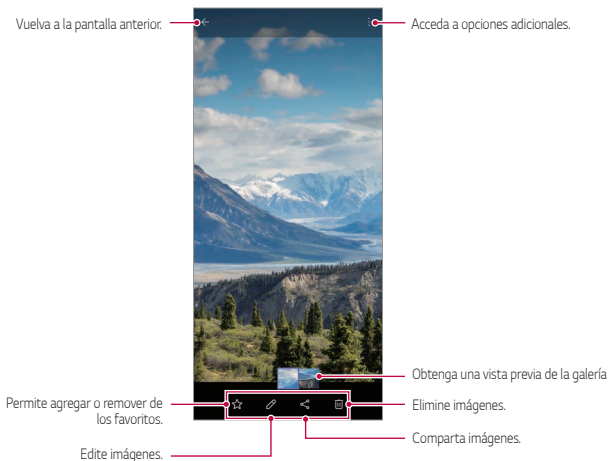 Vuelva a la pantalla anterior.
Acceda a opciones adicionales.
Obtenga una vista previa de la galería
Permite agregar o remover de
los favoritos.
Elimine imágenes.
Comparta imágenes.
Edite imágenes.